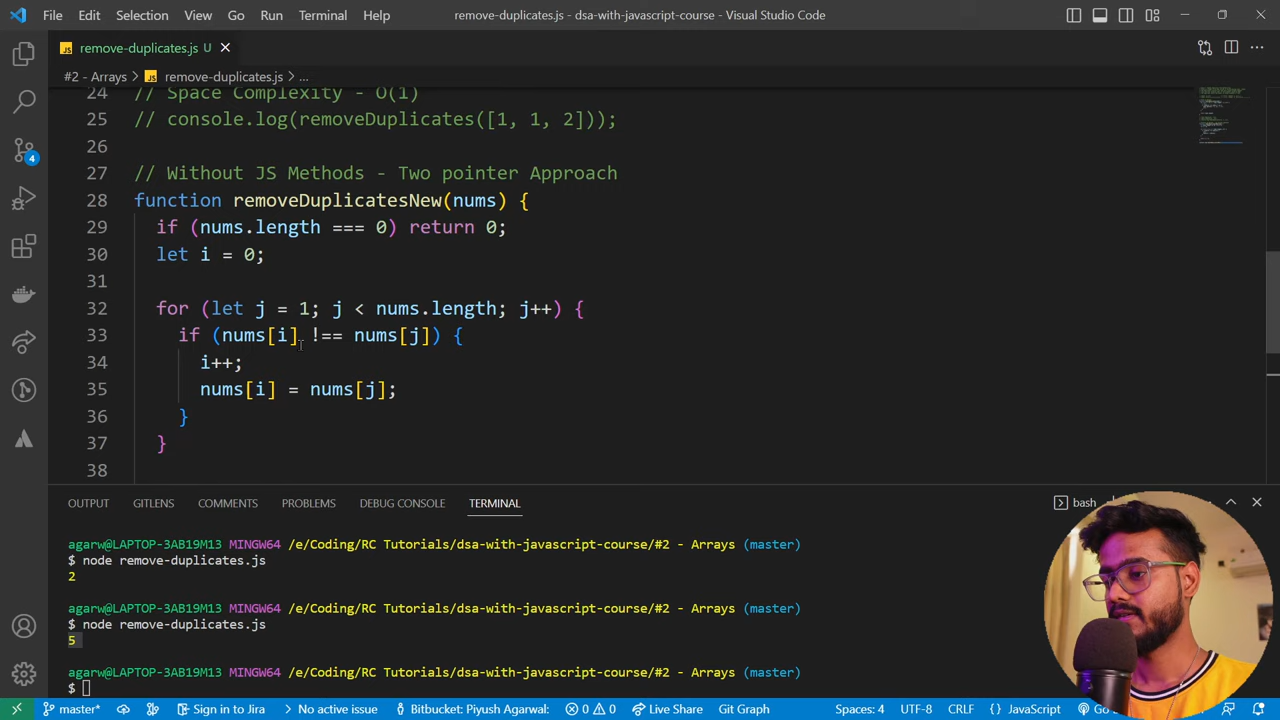 File Edit Selection View Go Run Terminal Help remove-duplicates.js - dsa-with-javascript-course - Visual Studio Code
JS remove-duplicates.js U
#2 - Arrays > JS remove-duplicates.js > ...
24 // Space Complexity - O(1)
25 // console.log(removeDuplicates([1, 1, 2]));
26
27 // Without JS Methods - Two pointer Approach
28 function removeDuplicatesNew(nums) {
29 if (nums.length === 0) return 0;
30 let i = 0;
31
32 for (let j = 1; j < nums.length; j++) {
33 if (nums[i] !== nums[j]) {
34 i++;
35 nums[i] = nums[j];
36 }
37 }
38
4
OUTPUT GITLENS COMMENTS PROBLEMS DEBUG CONSOLE TERMINAL bash
agarw@LAPTOP-3AB19M13 MINGW64 /e/Coding/RC Tutorials/dsa-with-javascript-course/#2 - Arrays (master)
$ node remove-duplicates.js
2
agarw@LAPTOP-3AB19M13 MINGW64 /e/Coding/RC Tutorials/dsa-with-javascript-course/#2 - Arrays (master)
$ node remove-duplicates.js
5
agarw@LAPTOP-3AB19M13 MINGW64 /e/Coding/RC Tutorials/dsa-with-javascript-course/#2 - Arrays (master)
$
master* Sign in to Jira No active issue Bitbucket: Piyush Agarwal: 0 0 Live Share Git Graph Spaces: 4 UTF-8 CRLF {} JavaScript